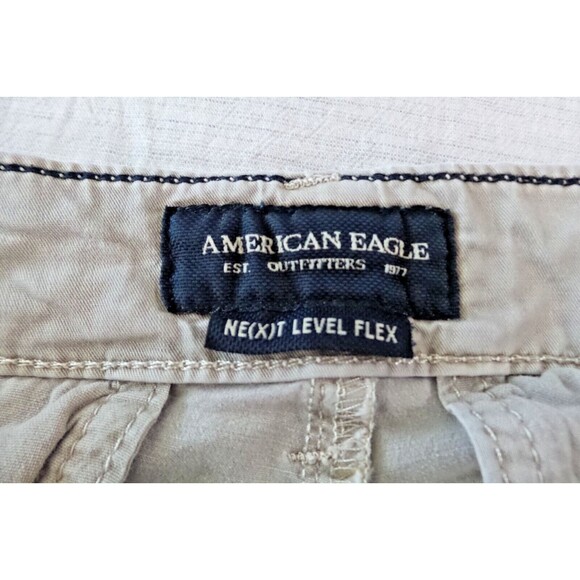 AMERICAN EAGLE
EST. OUTFITTERS 1977
NE(X)T LEVEL FLEX